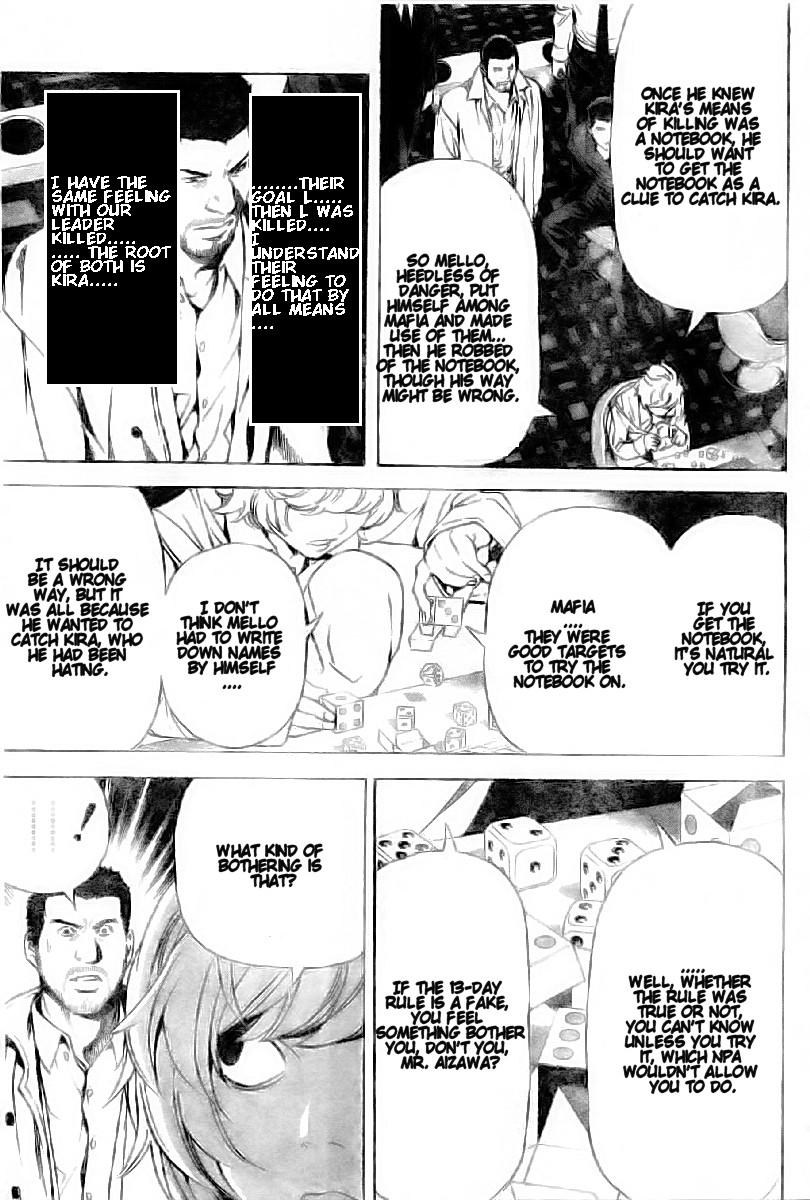 ONCE HE KNEW
KIRA'S MEANS
OF KILLING WAS
A NOTEBOOK, HE
SHOULD WANT
TO GET THE
NOTEBOOK AS A
CLUE TO CATCH KIRA.
SO MELLO,
HEEDLESS OF
DANGER, PUT
HIMSELF AMONG
MAFIA AND MADE
USE OF THEM...
THEN HE ROBBED
OF THE NOTEBOOK,
THOUGH HIS WAY
MIGHT BE WRONG.
........THEIR
GOAL L.....
THEN L WAS
KILLED....
I
UNDERSTAND
THEIR
FEELING TO
DO THAT BY
ALL MEANS
....
I HAVE THE
SAME FEELING
WITH OUR
LEADER
KILLED.....
..... THE ROOT
OF BOTH IS
KIRA.....
IF YOU
GET THE
NOTEBOOK,
IT'S NATURAL
YOU TRY IT.
MAFIA
....
THEY WERE
GOOD TARGETS
TO TRY THE
NOTEBOOK ON.
I DON'T
THINK MELLO
HAD TO WRITE
DOWN NAMES
BY HIMSELF
....
IT SHOULD
BE A WRONG
WAY, BUT IT
WAS ALL BECAUSE
HE WANTED TO
CATCH KIRA, WHO
HE HAD BEEN
HATING.
.....
WELL, WHETHER
THE RULE WAS
TRUE OR NOT,
YOU CAN'T KNOW
UNLESS YOU TRY
IT, WHICH NPA
WOULDN'T ALLOW
YOU TO DO.
IF THE 13-DAY
RULE IS A FAKE,
YOU FEEL
SOMETHING BOTHER
YOU, DON'T YOU,
MR. AIZAWA?
WHAT KIND OF
BOTHERING IS
THAT?
!